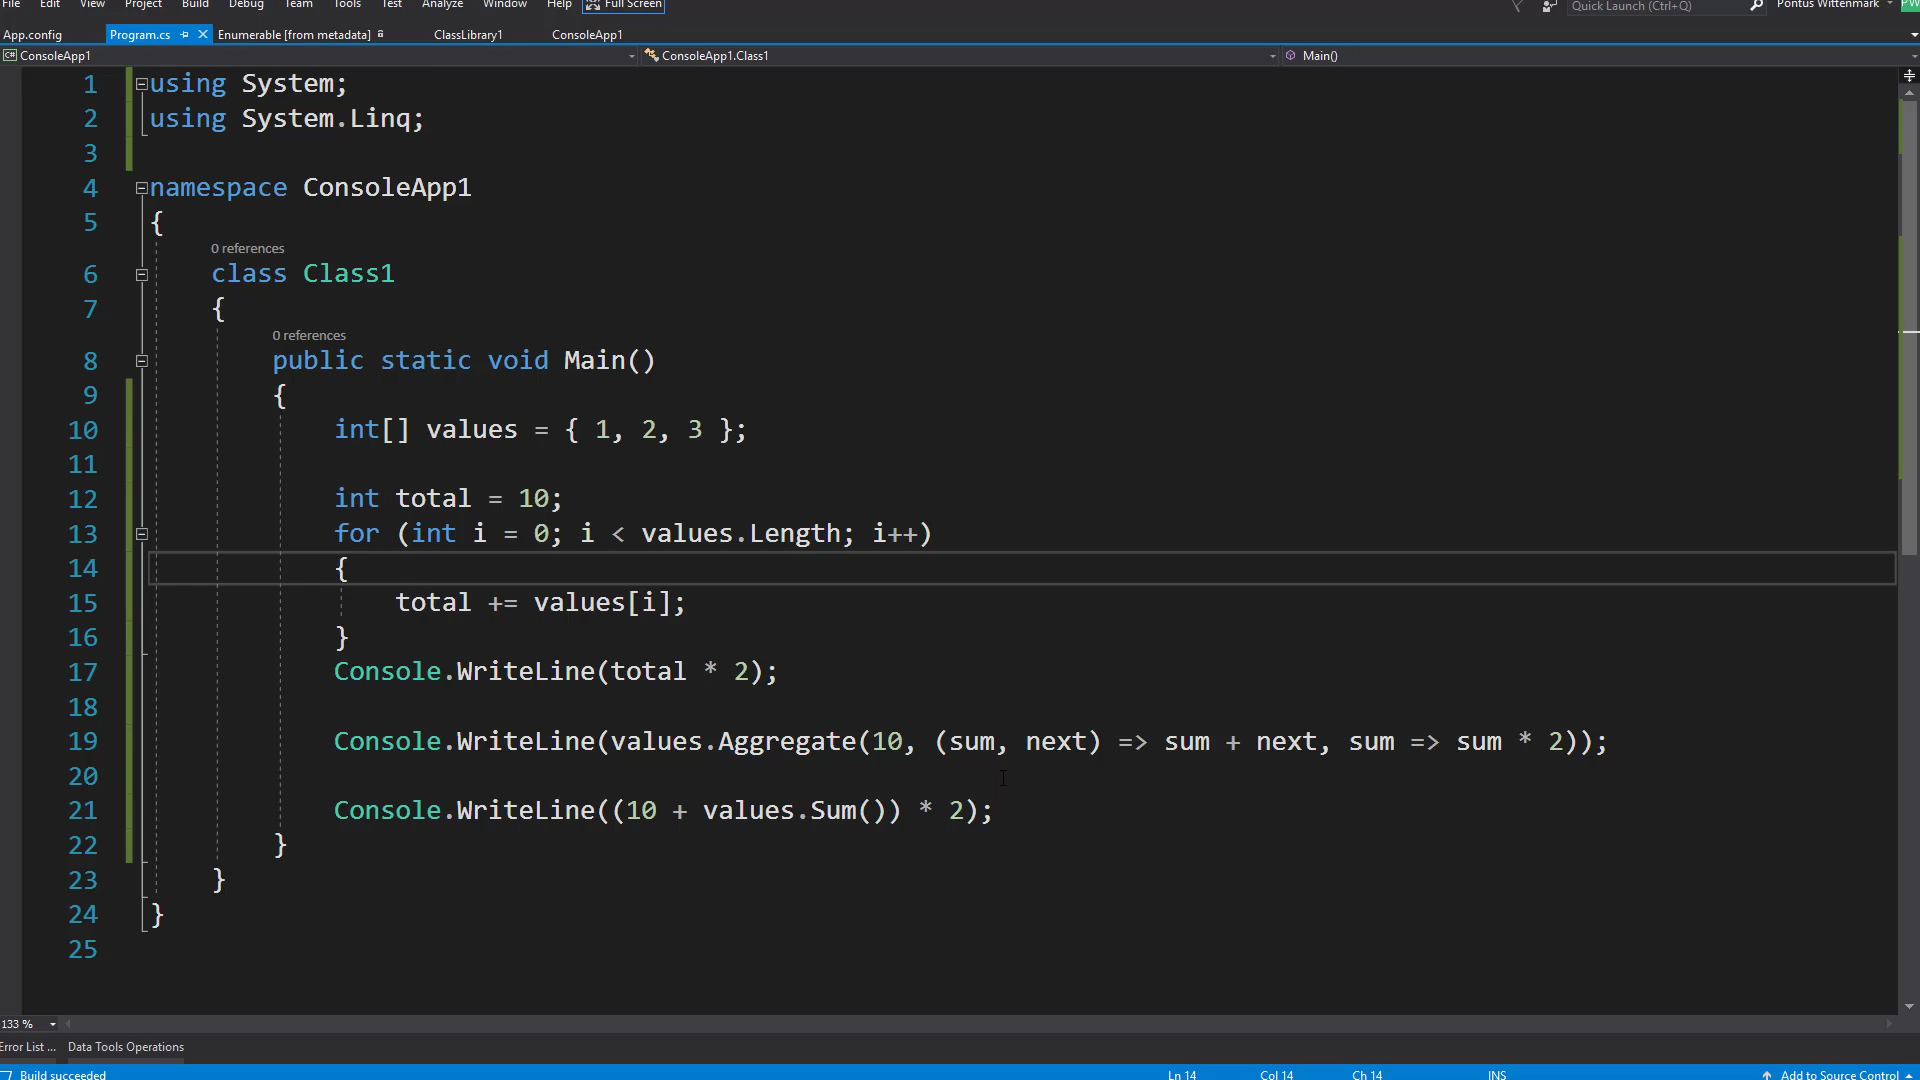 File Edit View Project Build Debug Team Tools Test Analyze Window Help Full Screen Quick Launch (Ctrl+Q) Pontus Wittenmark PW
App.config Program.cs Enumerable [from metadata] ClassLibrary1 ConsoleApp1
C# ConsoleApp1 ConsoleApp1.Class1 Main()
1 using System;
2 using System.Linq;
3
4 namespace ConsoleApp1
5 {
0 references
6 class Class1
7 {
0 references
8 public static void Main()
9 {
10 int[] values = { 1, 2, 3 };
11
12 int total = 10;
13 for (int i = 0; i < values.Length; i++)
14 {
15 total += values[i];
16 }
17 Console.WriteLine(total * 2);
18
19 Console.WriteLine(values.Aggregate(10, (sum, next) => sum + next, sum => sum * 2));
20
21 Console.WriteLine((10 + values.Sum()) * 2);
22 }
23 }
24 }
25
133 %
Error List ... Data Tools Operations
Build succeeded Ln 14 Col 14 Ch 14 INS Add to Source Control